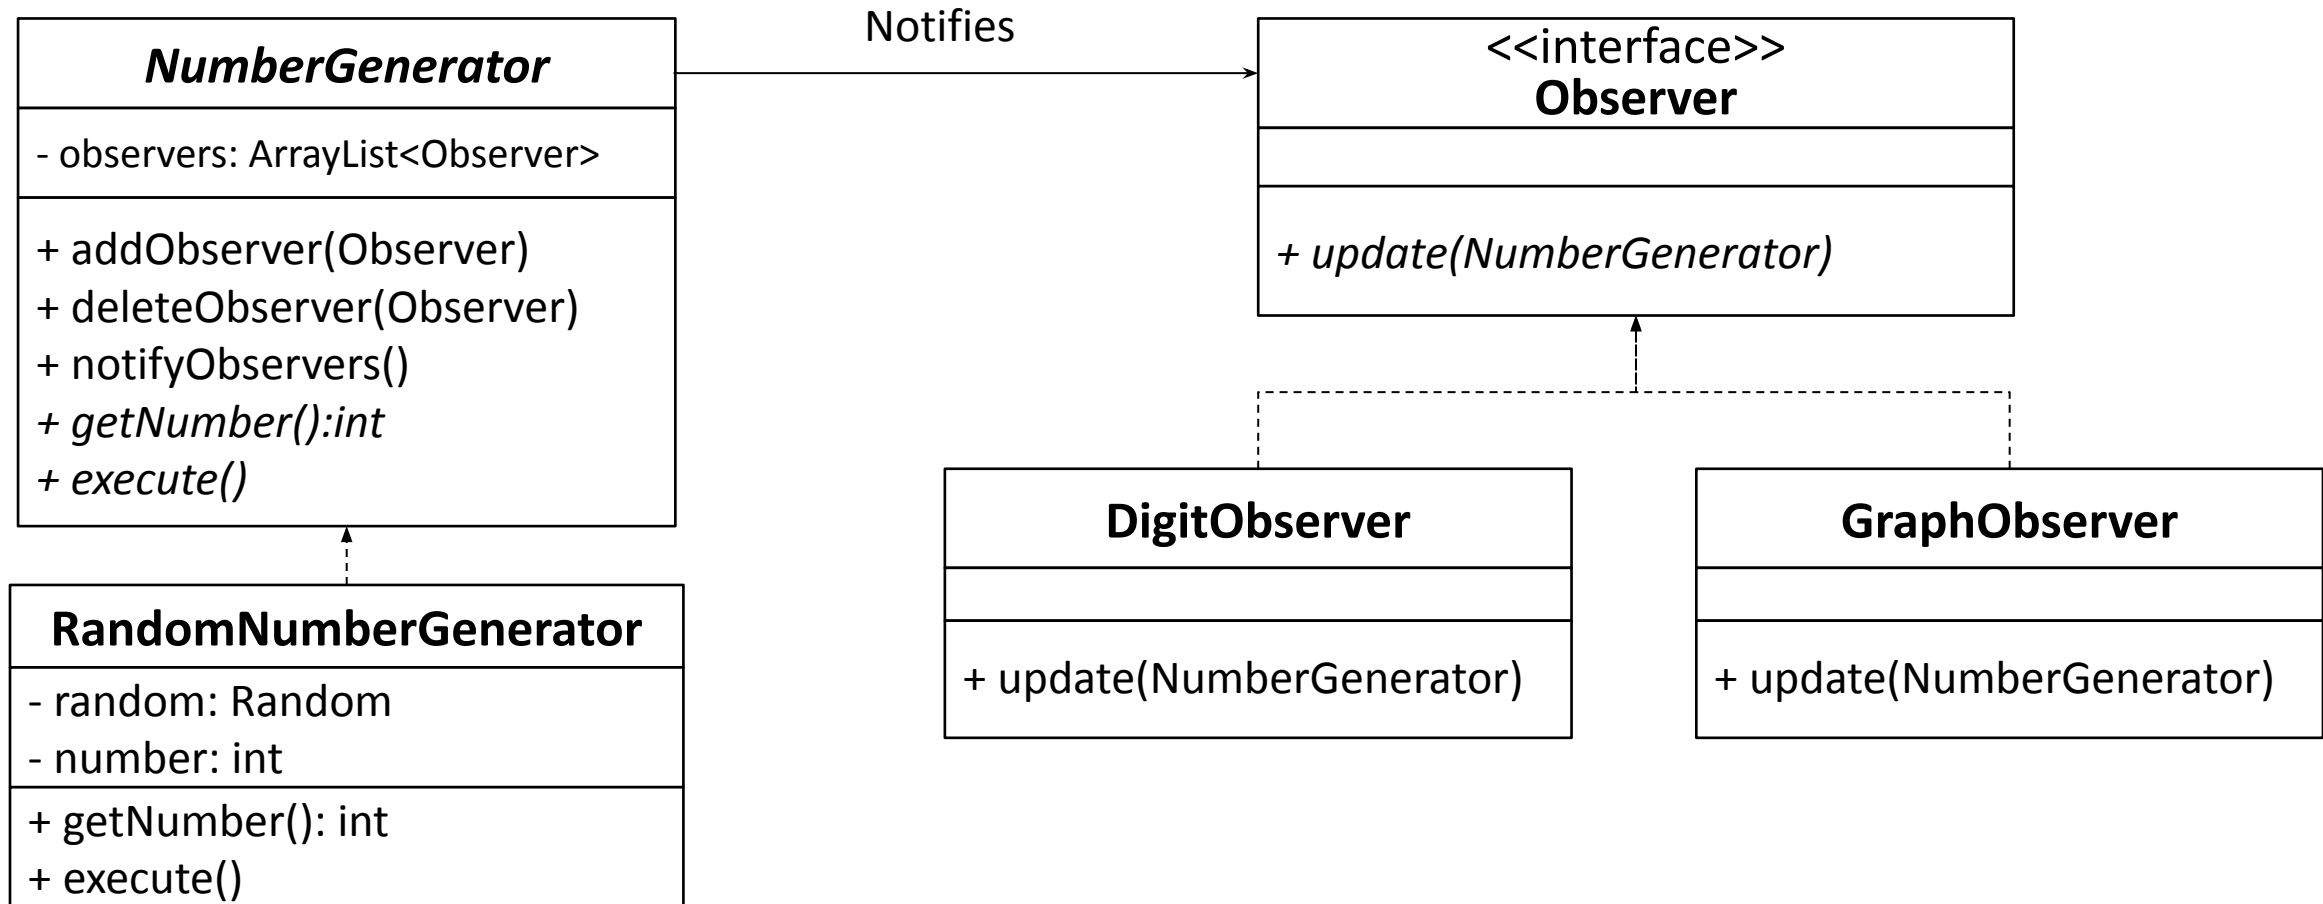 NumberGenerator
- observers: ArrayList<Observer>
+ addObserver(Observer)
+ deleteObserver(Observer)
+ notifyObservers()
+ getNumber():int
+ execute()
Notifies
<<interface>>
Observer
+ update(NumberGenerator)
RandomNumberGenerator
- random: Random
- number: int
+ getNumber(): int
+ execute()
DigitObserver
+ update(NumberGenerator)
GraphObserver
+ update(NumberGenerator)